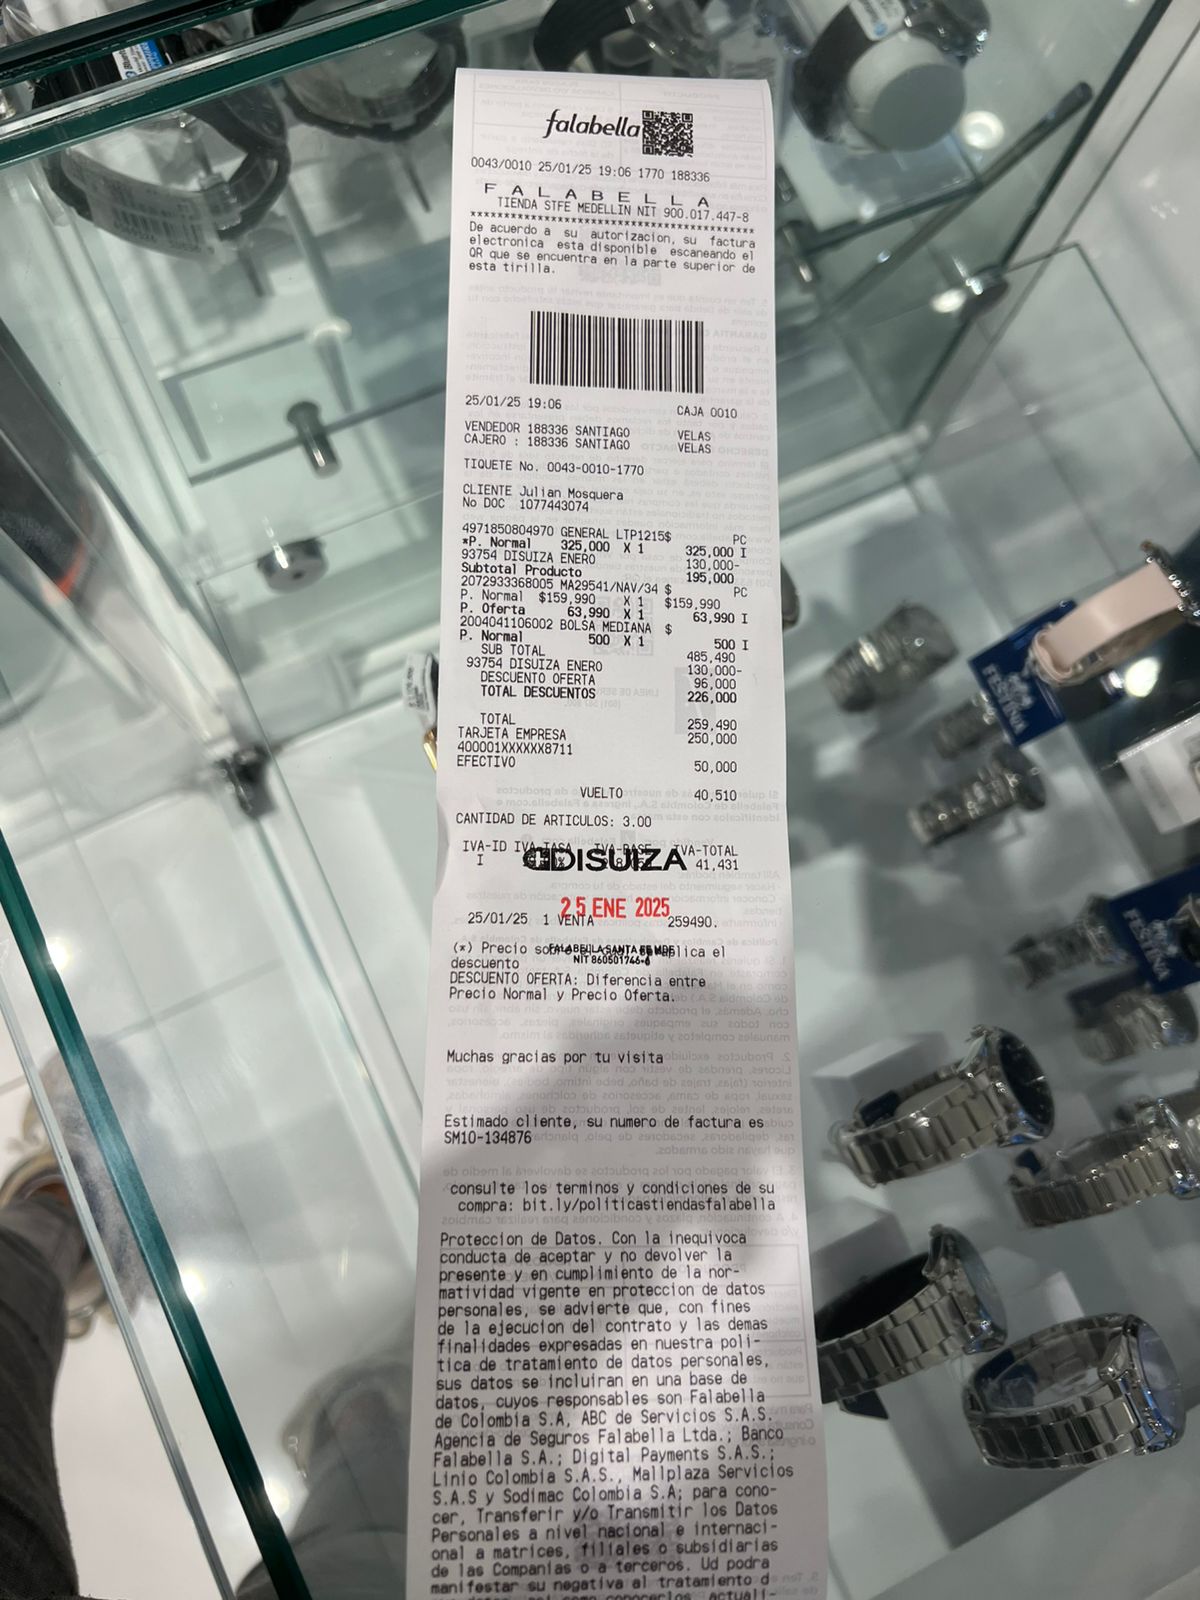 falabella
0043/0010 25/01/25 19:06 1770 188336
F A L A B E L L A
TIENDA STFE MEDELLIN NIT 900.017.447-8
****************************************
De acuerdo a su autorizacion, su factura
electronica esta disponible escaneando el
QR que se encuentra en la parte superior de
esta tirilla.
25/01/25 19:06 CAJA 0010
VENDEDOR 188336 SANTIAGO VELAS
CAJERO : 188336 SANTIAGO VELAS
TIQUETE No. 0043-0010-1770
CLIENTE Julian Mosquera
No DOC 1077443074
4971850804970 GENERAL LTP1215$ PC
*P. Normal 325,000 X 1 325,000 I
93754 DISUIZA ENERO 130,000-
Subtotal Producto 195,000
2072933368005 MA29541/NAV/34 $ PC
P. Normal $159,990 X 1 $159,990
P. Oferta 63,990 X 1 63,990 I
2004041106002 BOLSA MEDIANA $
P. Normal 500 X 1 500 I
SUB TOTAL 485,490
93754 DISUIZA ENERO 130,000-
DESCUENTO OFERTA 96,000
TOTAL DESCUENTOS 226,000
TOTAL 259,490
TARJETA EMPRESA 250,000
400001XXXXXX8711
EFECTIVO 50,000
VUELTO 40,510
CANTIDAD DE ARTICULOS: 3.00
IVA-ID IVA-TASA IVA-BASE IVA-TOTAL
I 41,431
DISUIZA
25 ENE 2025
25/01/25 1 VENTA 259490.
FALABELLA SANTA FE MDE
NIT 860501746-6
(*) Precio aplica el
descuento
DESCUENTO OFERTA: Diferencia entre
Precio Normal y Precio Oferta.
Muchas gracias por tu visita
Estimado cliente, su numero de factura es
SM10-134876
consulte los terminos y condiciones de su
compra: bit.ly/politicastiendasfalabella
Proteccion de Datos. Con la inequivoca
conducta de aceptar y no devolver la
presente y en cumplimiento de la nor-
matividad vigente en proteccion de datos
personales, se advierte que, con fines
de la ejecucion del contrato y las demas
finalidades expresadas en nuestra poli-
tica de tratamiento de datos personales,
sus datos se incluiran en una base de
datos, cuyos responsables son Falabella
de Colombia S.A, ABC de Servicios S.A.S.
Agencia de Seguros Falabella Ltda.; Banco
Falabella S.A.; Digital Payments S.A.S.;
Linio Colombia S.A.S., Mallplaza Servicios
S.A.S y Sodimac Colombia S.A; para cono-
cer, Transferir y/o Transmitir los Datos
Personales a nivel nacional e internaci-
onal a matrices, filiales o subsidiarias
de las Companias o a terceros. Ud podra
manifestar su negativa al tratamiento d
FESTINA
FESTINA